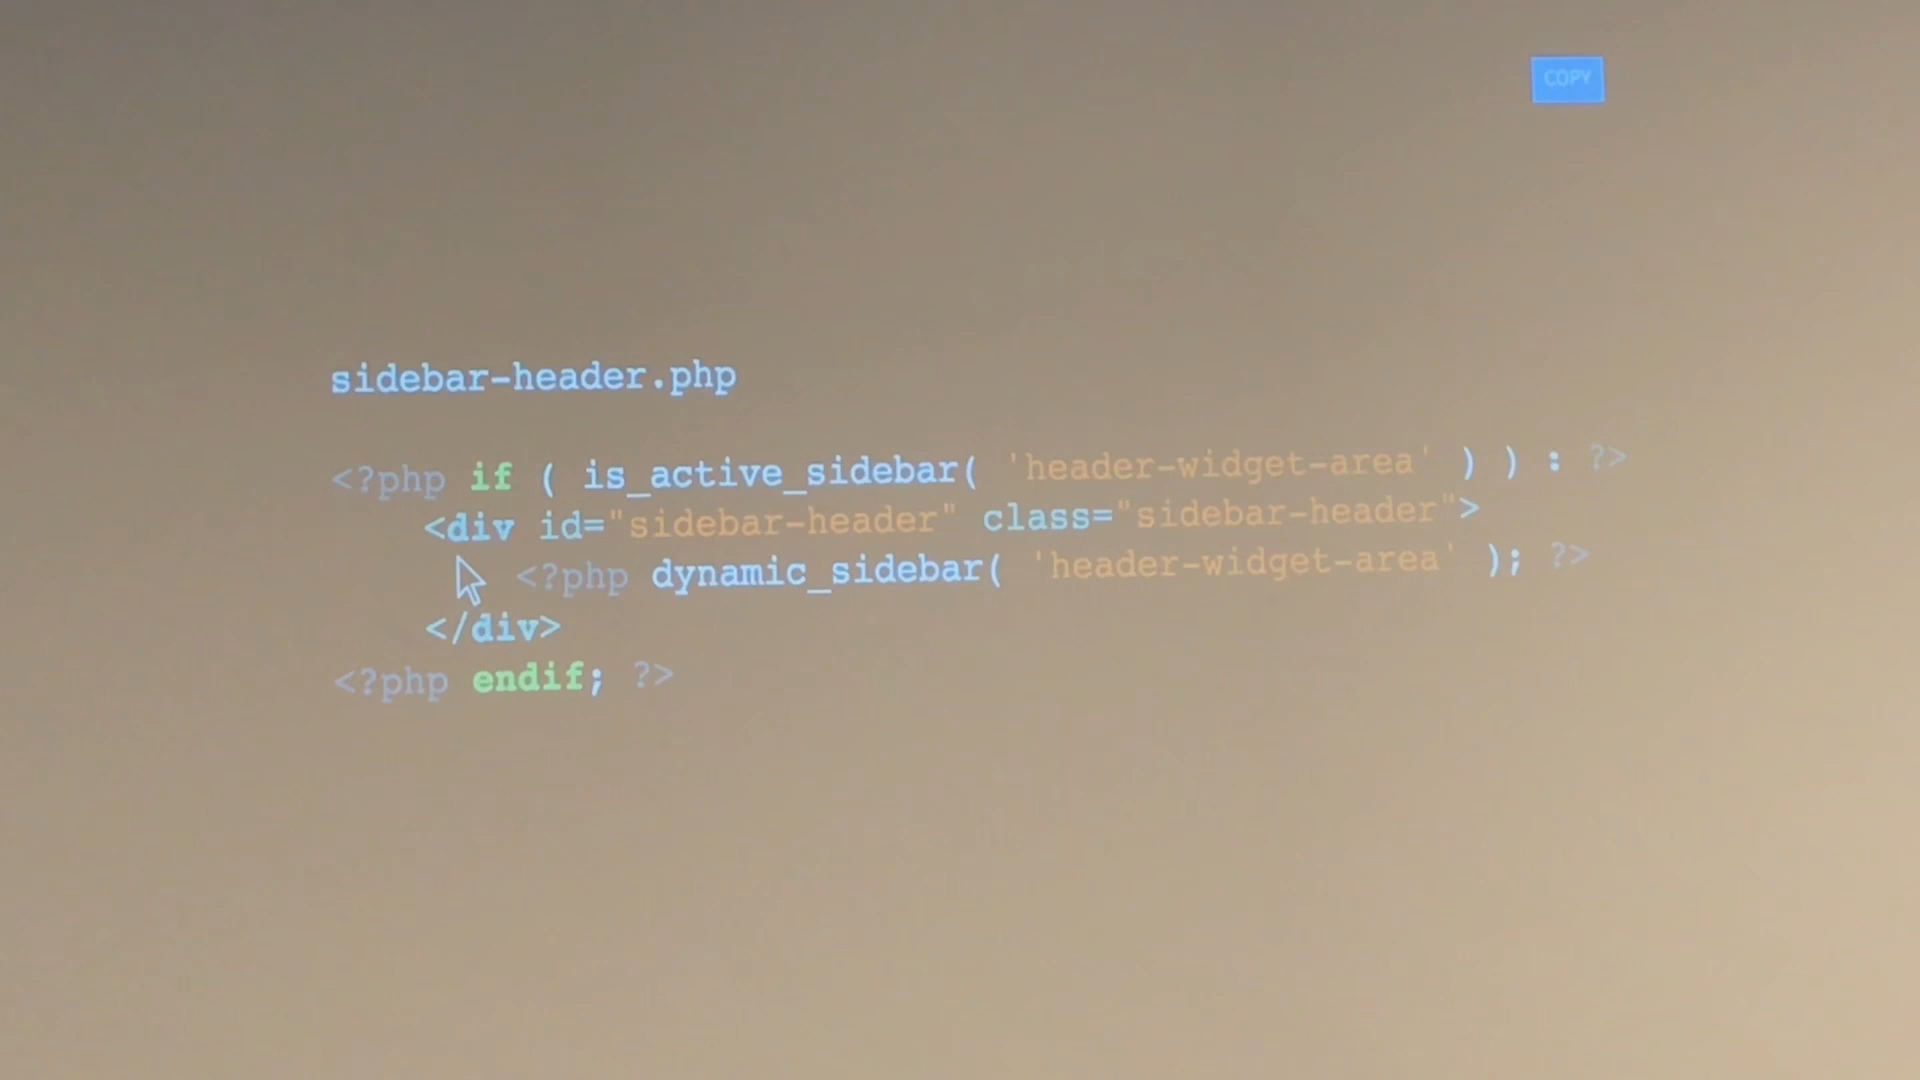 COPY
sidebar-header.php
<?php if ( is_active_sidebar( 'header-widget-area' ) ) : ?>
<div id="sidebar-header" class="sidebar-header">
<?php dynamic_sidebar( 'header-widget-area' ); ?>
</div>
<?php endif; ?>